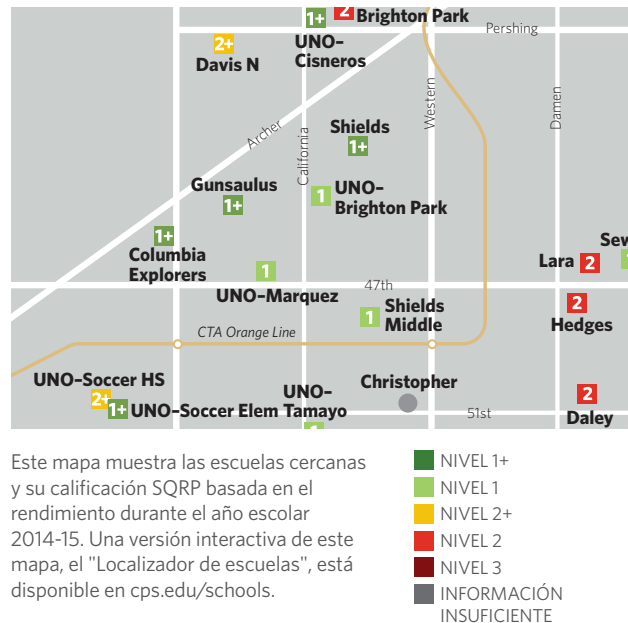 1+
2
Brighton Park
Pershing
2+
Davis N
UNO–
Cisneros
Archer
California
Western
Damen
Shields
1+
Gunsaulus
1+
1
UNO–
Brighton Park
1+
Columbia
Explorers
1
UNO–Marquez
47th
Lara
2
Sew
1
Shields
Middle
2
Hedges
CTA Orange Line
UNO–Soccer HS
2+
1+
UNO–Soccer Elem
UNO–
Tamayo
Christopher
51st
2
Daley
Este mapa muestra las escuelas cercanas
y su calificación SQRP basada en el
rendimiento durante el año escolar
2014-15. Una versión interactiva de este
mapa, el "Localizador de escuelas", está
disponible en cps.edu/schools.
NIVEL 1+
NIVEL 1
NIVEL 2+
NIVEL 2
NIVEL 3
INFORMACIÓN
INSUFICIENTE